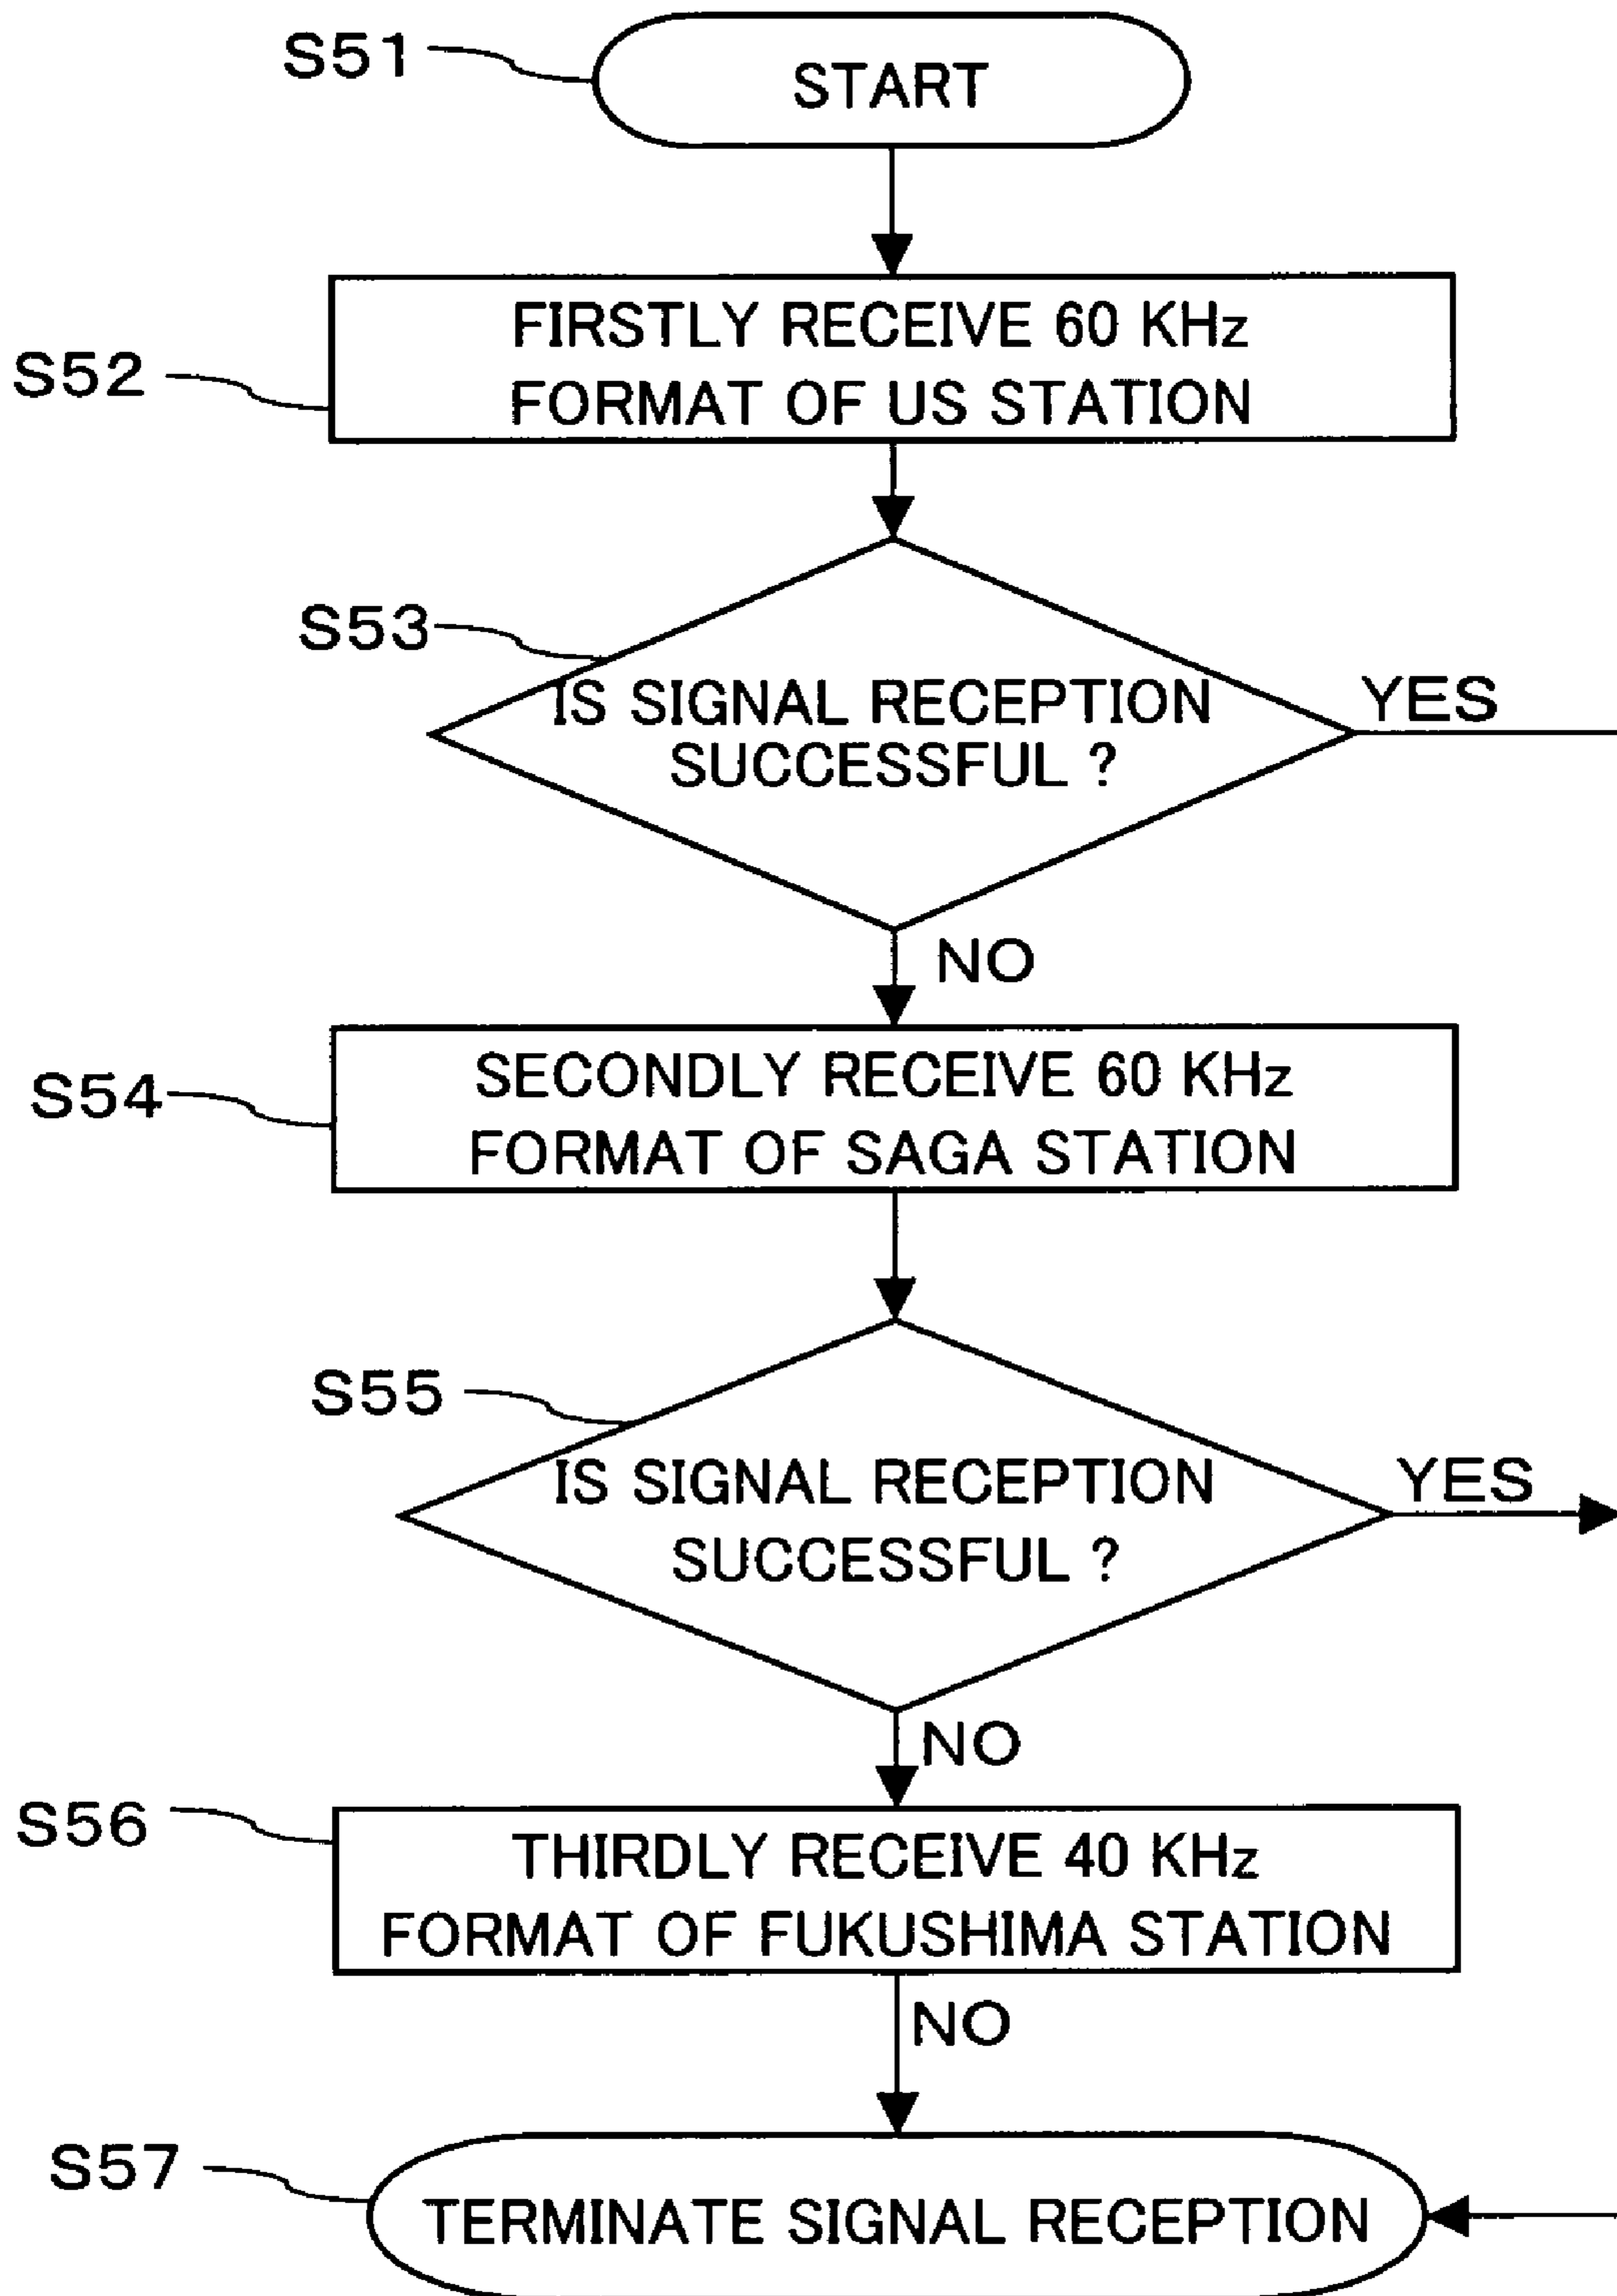 S51
START
S52
FIRSTLY RECEIVE 60 KHz
FORMAT OF US STATION
S53
IS SIGNAL RECEPTION
SUCCESSFUL ?
YES
NO
S54
SECONDLY RECEIVE 60 KHz
FORMAT OF SAGA STATION
S55
IS SIGNAL RECEPTION
SUCCESSFUL ?
YES
NO
S56
THIRDLY RECEIVE 40 KHz
FORMAT OF FUKUSHIMA STATION
NO
S57
TERMINATE SIGNAL RECEPTION